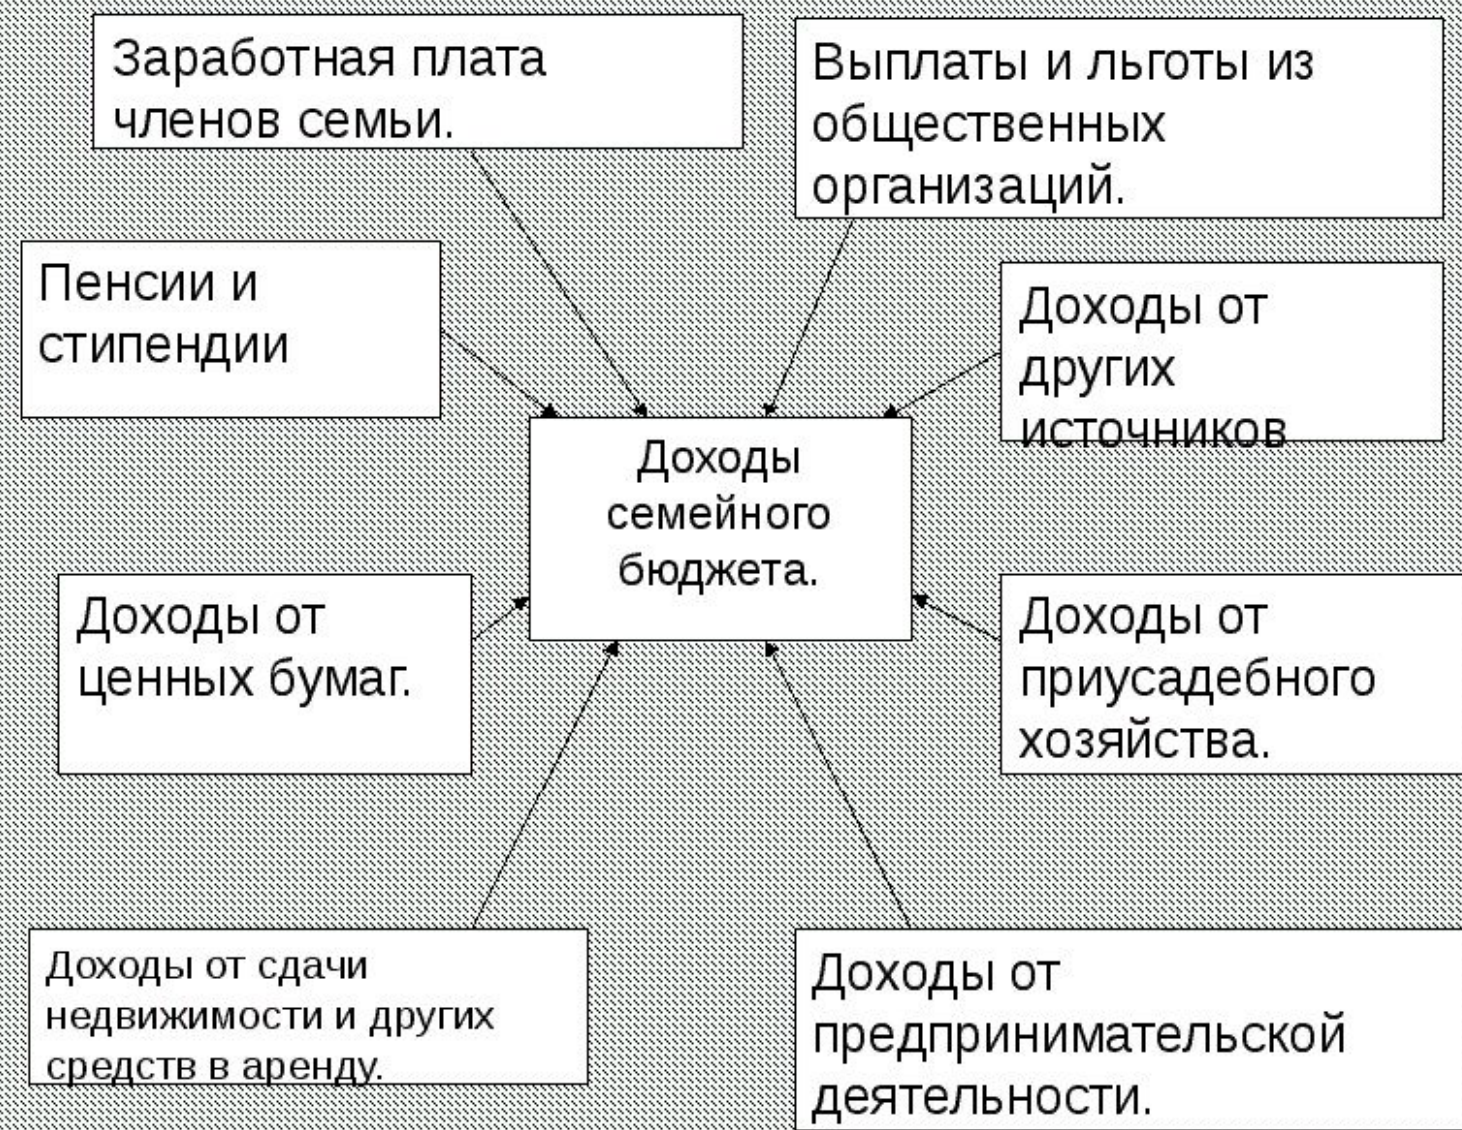 Заработная плата
членов семьи.
Выплаты и льготы из
общественных
организаций.
Пенсии и
стипендии
Доходы от
других
источников
Доходы
семейного
бюджета.
Доходы от
ценных бумаг.
Доходы от
приусадебного
хозяйства.
Доходы от сдачи
недвижимости и других
средств в аренду.
Доходы от
предпринимательской
деятельности.